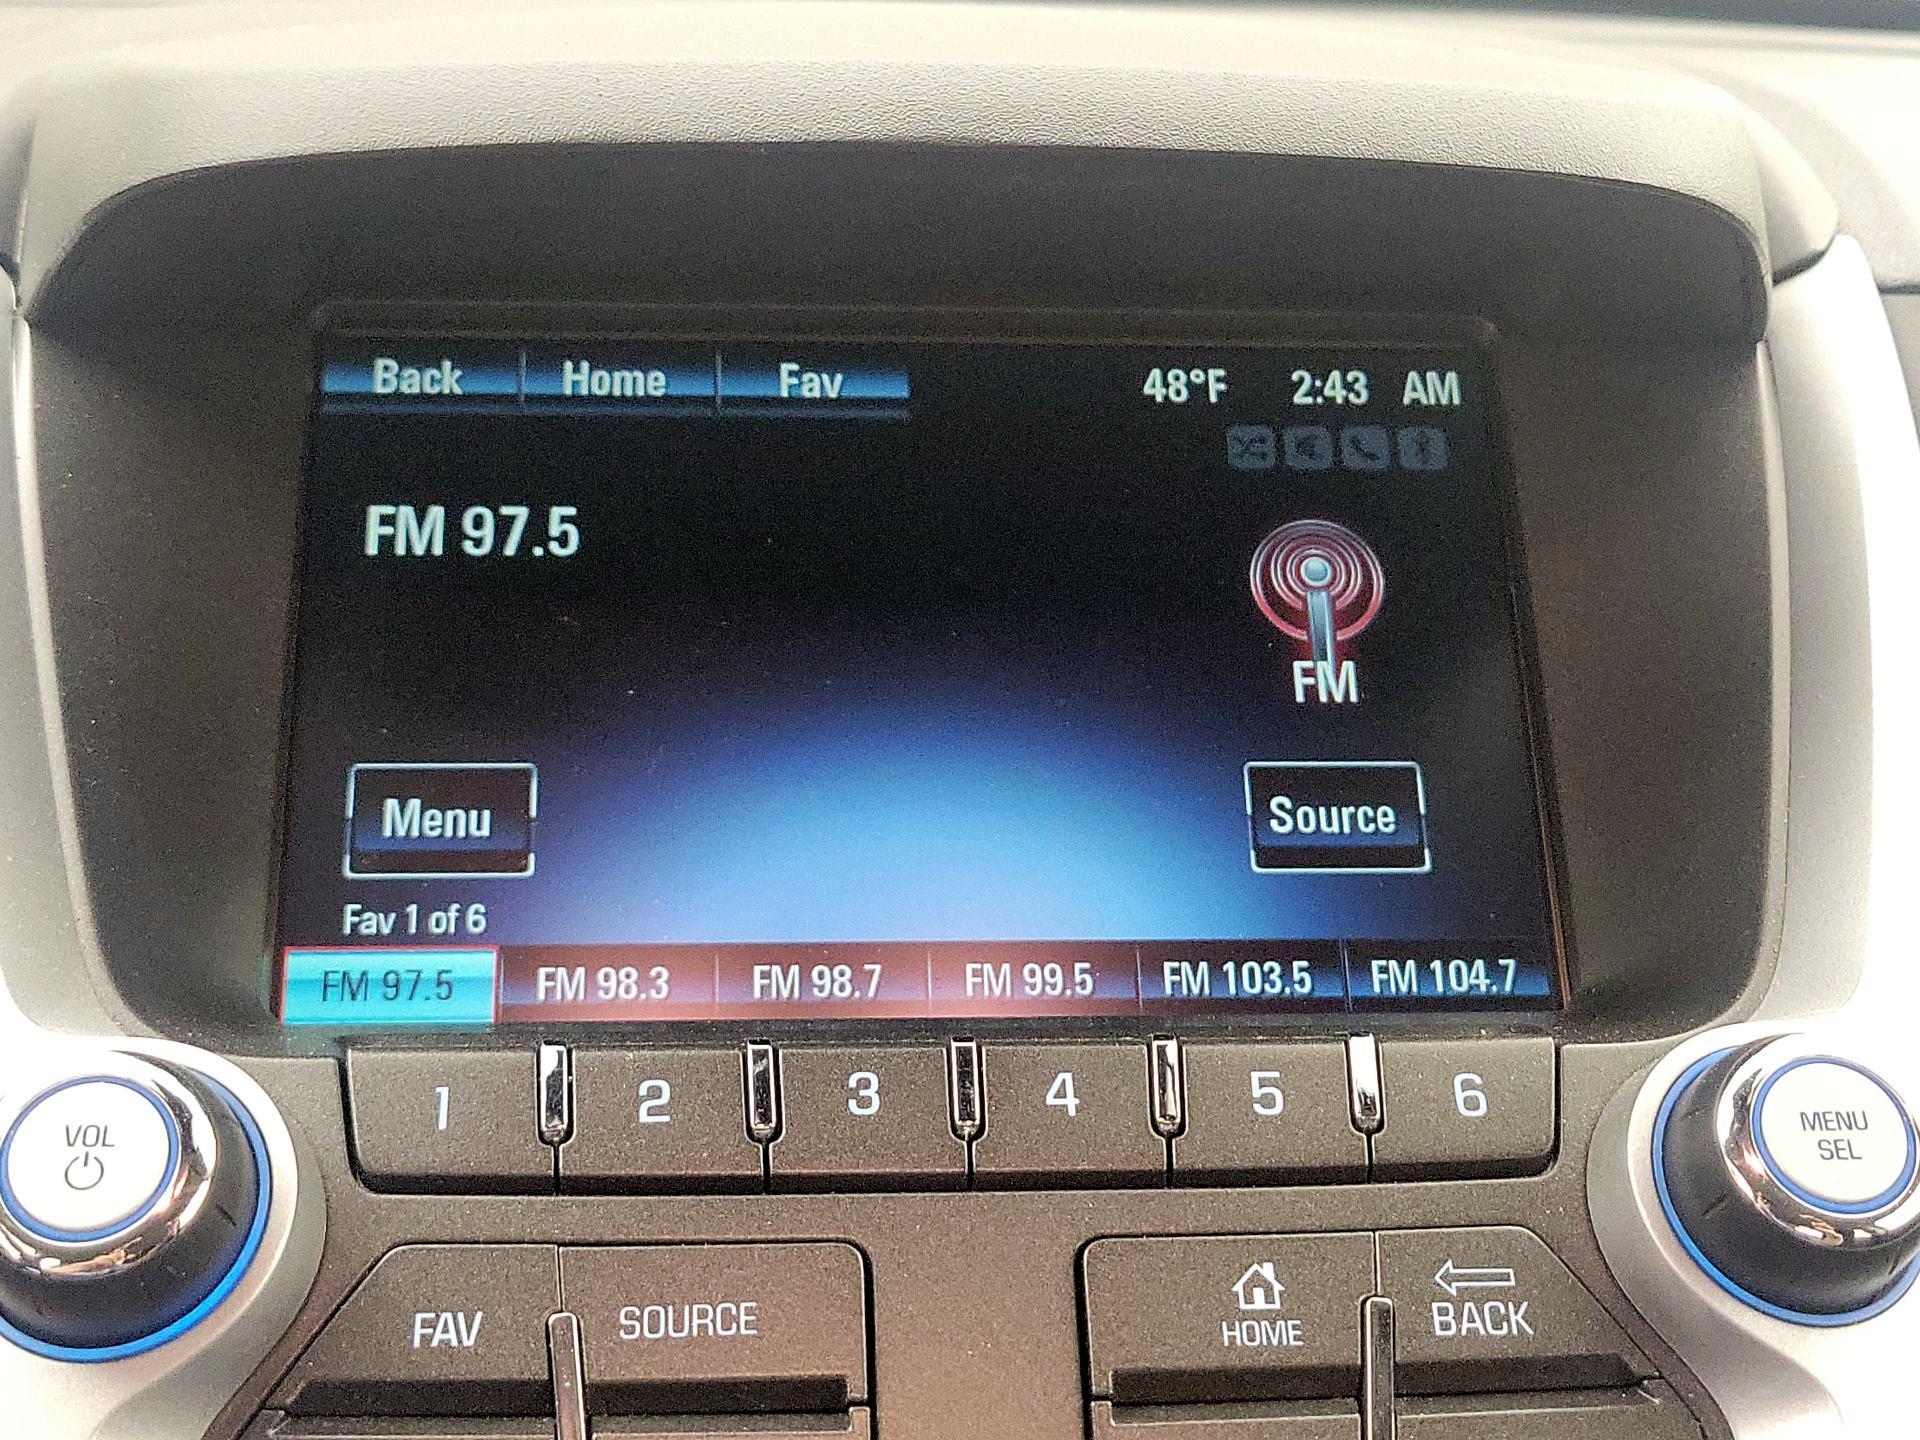 Back Home Fav 48°F 2:43 AM
FM 97.5
FM
Menu Source
Fav 1 of 6
FM 97.5 FM 98.3 FM 98.7 FM 99.5 FM 103.5 FM 104.7
1 2 3 4 5 6
VOL
MENU
SEL
FAV SOURCE
HOME BACK